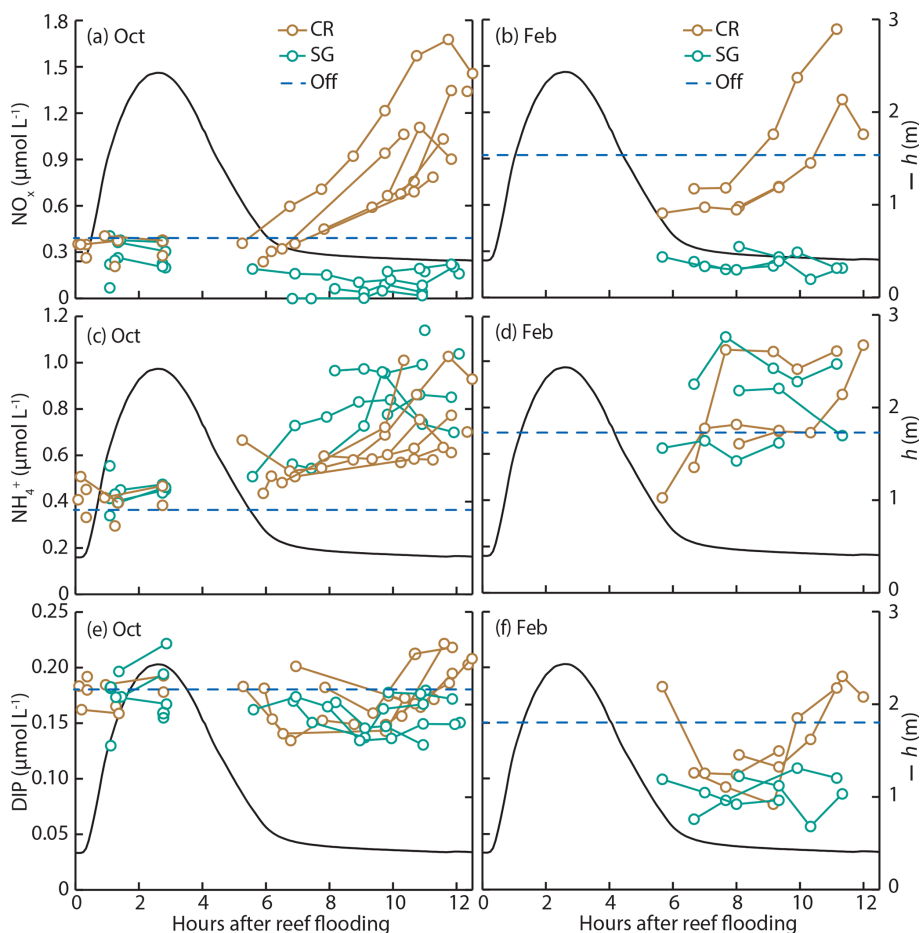 (a) Oct
CR
SG
Off
(b) Feb
CR
SG
Off
1.8
1.5
1.2
0.9
0.6
0.3
0
NOx (µmol L-1)
3
2
1
0
— h (m)
(c) Oct
(d) Feb
1.2
1.0
0.8
0.6
0.4
0.2
0
NH4+ (µmol L-1)
3
2
1
0
h (m)
(e) Oct
(f) Feb
0.25
0.20
0.15
0.10
0.05
0
DIP (µmol L-1)
3
2
1
0
— h (m)
0 2 4 6 8 10 12
0 2 4 6 8 10 12
Hours after reef flooding
Hours after reef flooding